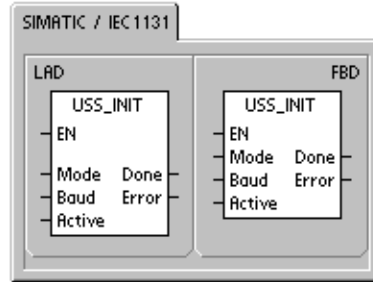 SIMATIC / IEC1131
LAD
USS_INIT
EN
Mode Done
Baud Error
Active
FBD
USS_INIT
EN
Mode Done
Baud Error
Active